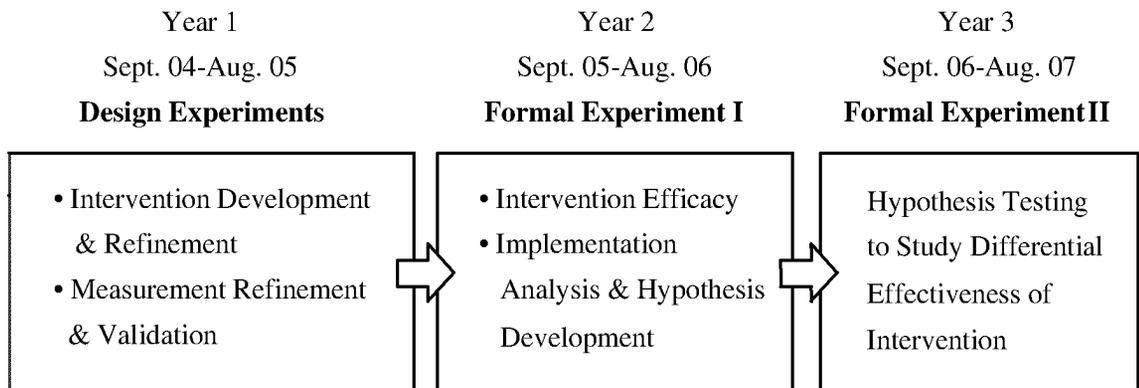 Year 1
Sept. 04-Aug. 05
Design Experiments
• Intervention Development
& Refinement
• Measurement Refinement
& Validation
Year 2
Sept. 05-Aug. 06
Formal Experiment I
• Intervention Efficacy
• Implementation
Analysis & Hypothesis
Development
Year 3
Sept. 06-Aug. 07
Formal Experiment II
Hypothesis Testing
to Study Differential
Effectiveness of
Intervention